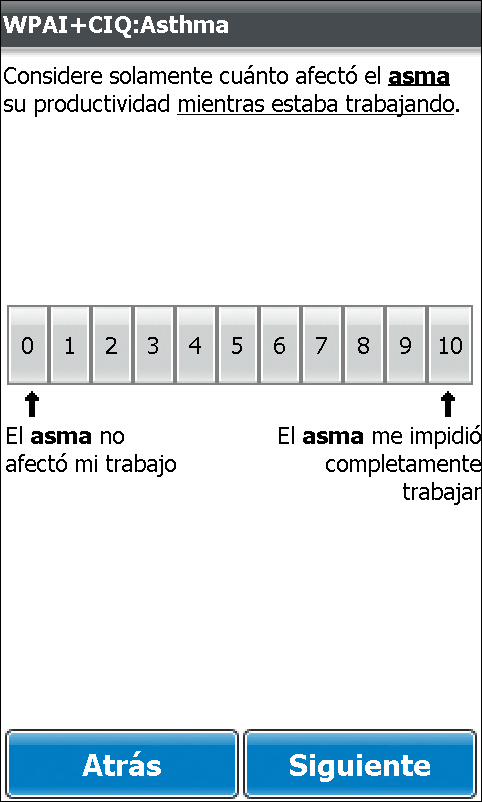 WPAI+CIQ:Asthma
Considere solamente cuánto afectó el asma
su productividad mientras estaba trabajando.
0 1 2 3 4 5 6 7 8 9 10
El asma no
afectó mi trabajo
El asma me impidió
completamente
trabajar
Atrás
Siguiente